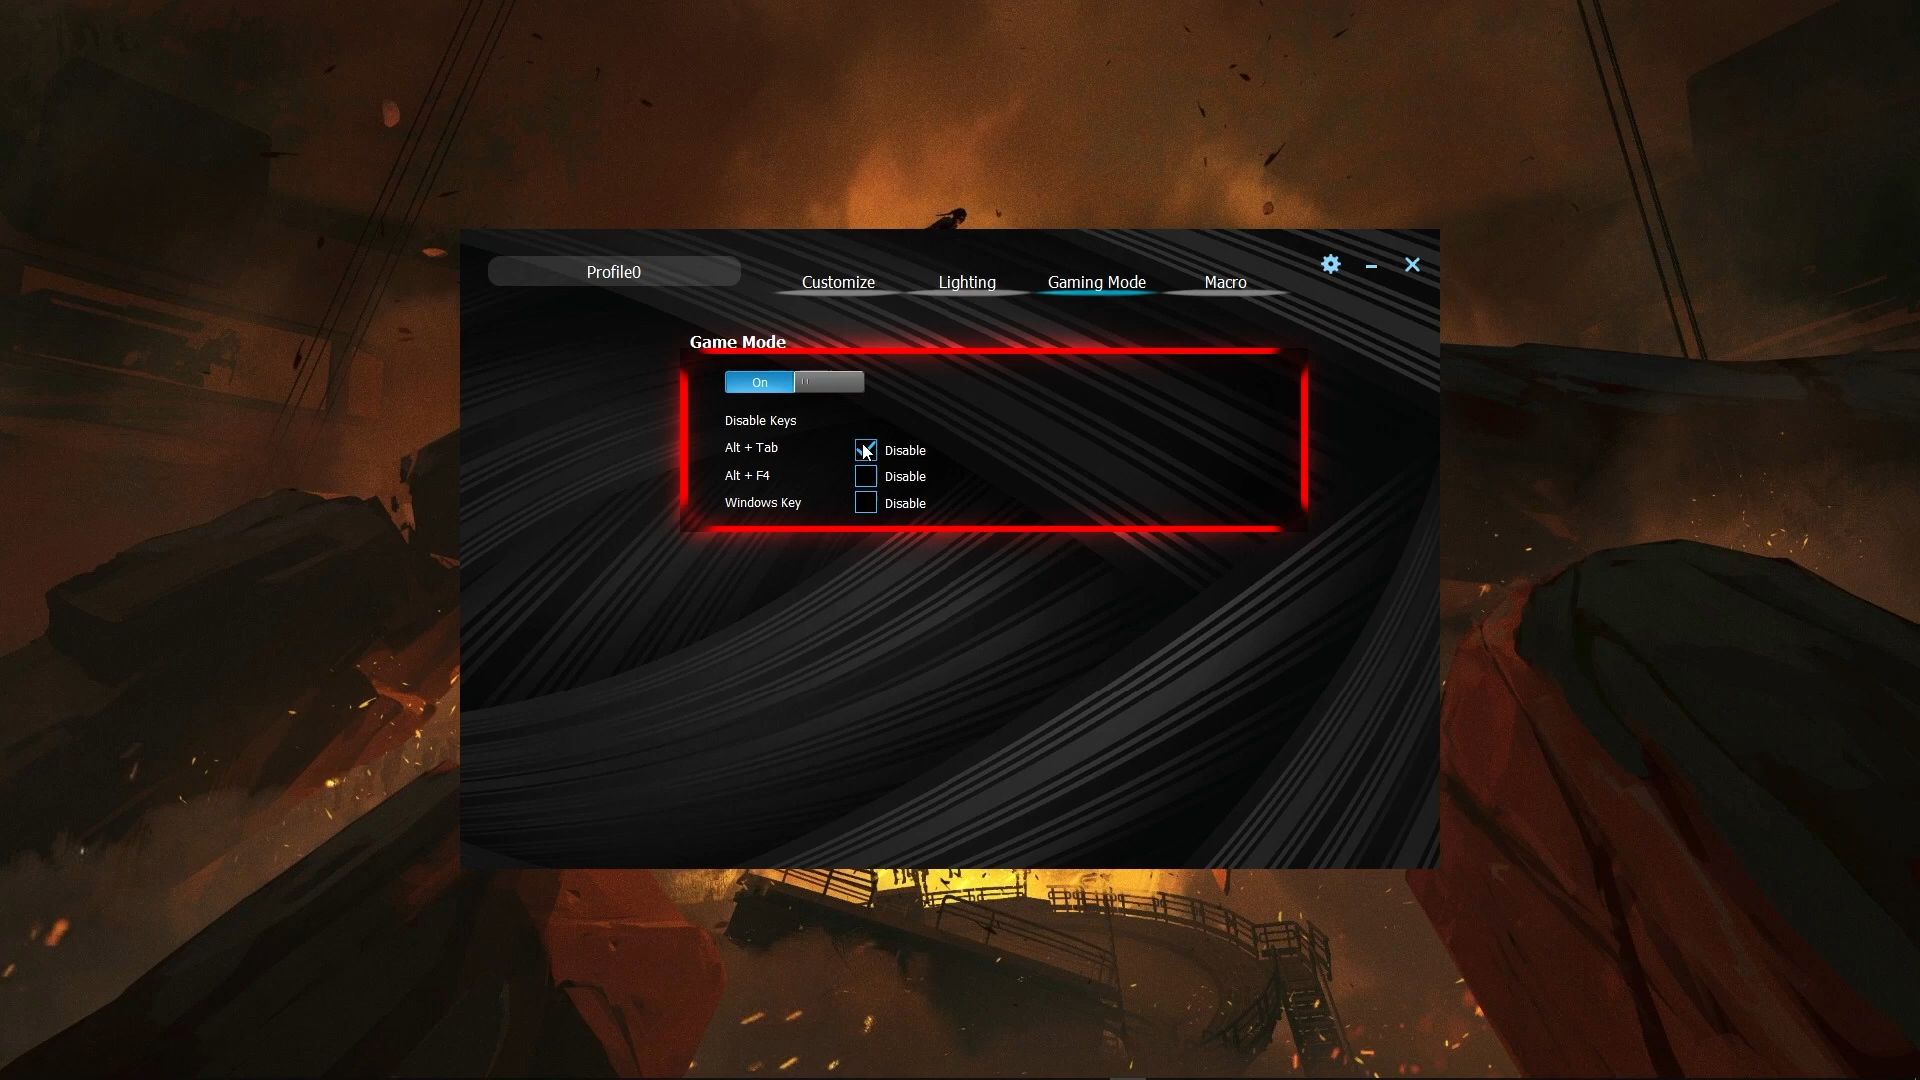 Profile0
Customize
Lighting
Gaming Mode
Macro
Game Mode
On
Disable Keys
Alt + Tab Disable
Alt + F4 Disable
Windows Key Disable